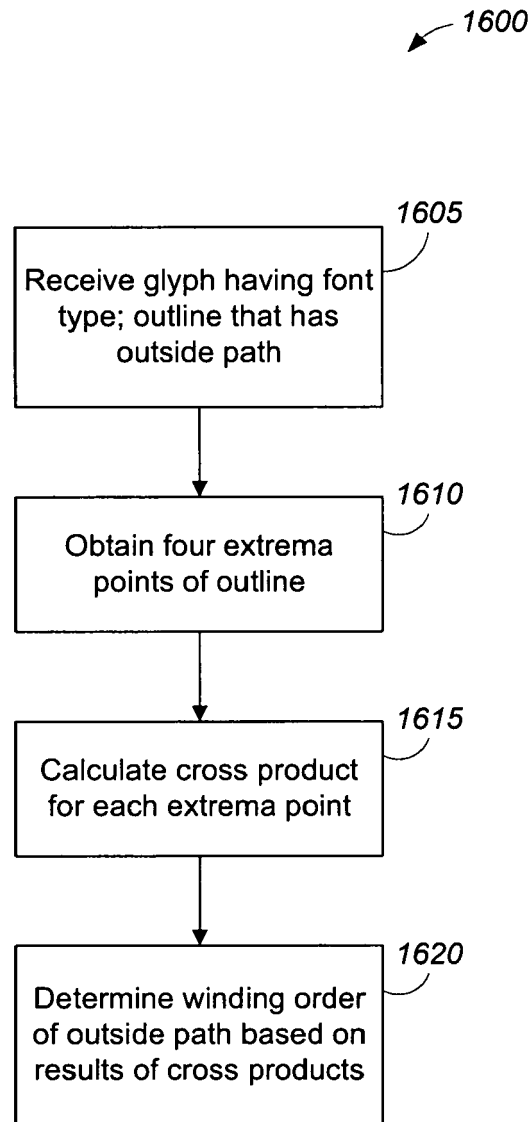 1600
1605
Receive glyph having font
type; outline that has
outside path
1610
Obtain four extrema
points of outline
1615
Calculate cross product
for each extrema point
1620
Determine winding order
of outside path based on
results of cross products